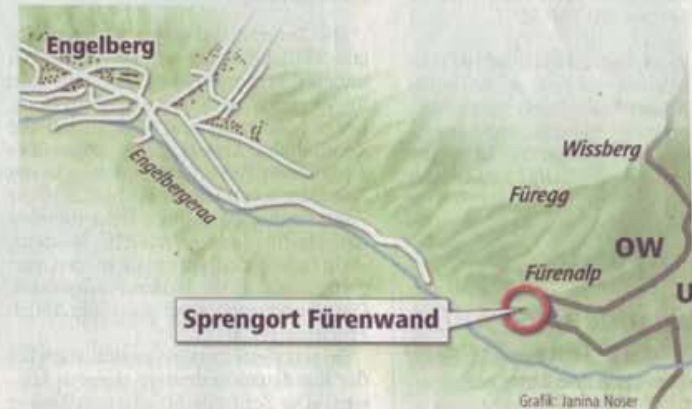 Engelberg
Engelbergeraa
Wissberg
Füregg
OW
Fürenalp
U
Sprengort Fürenwand
Grafik: Janina Noser